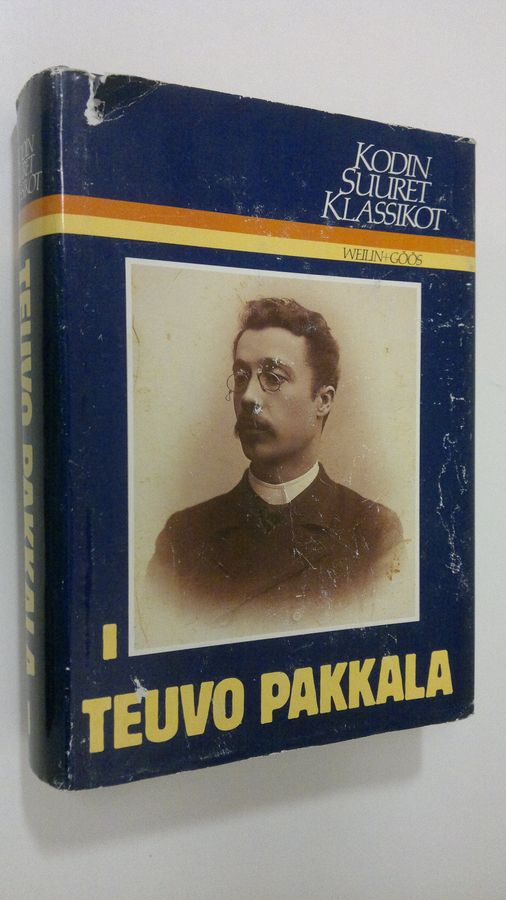 KODIN
SUURET
KLASSIKOT
WEILIN+GÖÖS
I
TEUVO PAKKALA
TEUVO PAKKALA
I